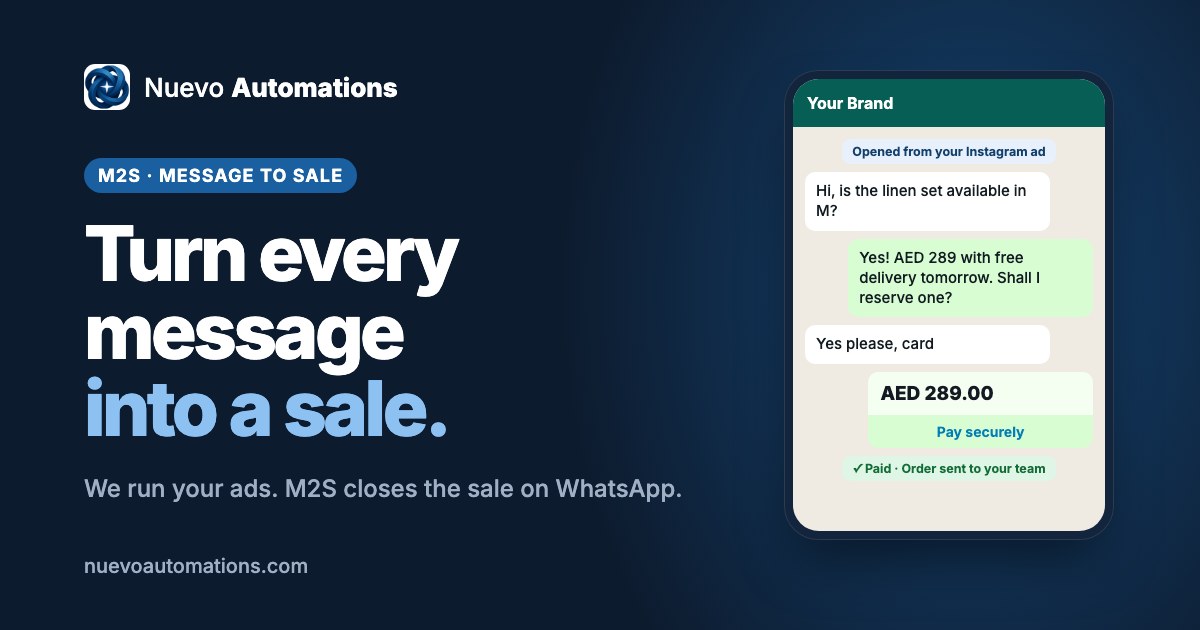 Nuevo Automations
M2S · MESSAGE TO SALE
Turn every
message
into a sale.
We run your ads. M2S closes the sale on WhatsApp.
nuevoautomations.com
Your Brand
Opened from your Instagram ad
Hi, is the linen set available in
M?
Yes! AED 289 with free
delivery tomorrow. Shall I
reserve one?
Yes please, card
AED 289.00
Pay securely
✓ Paid · Order sent to your team